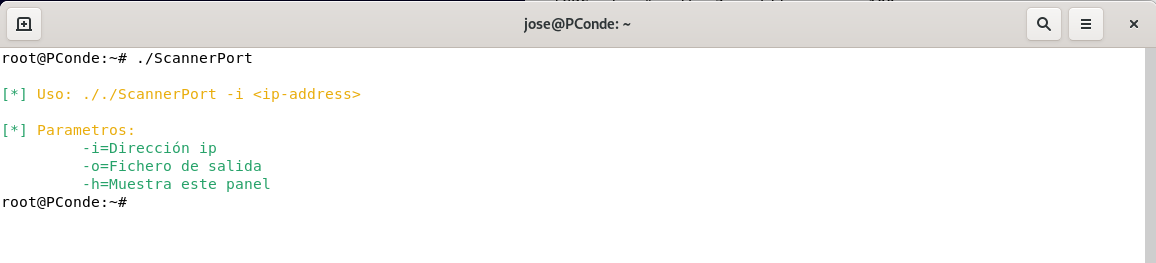 jose@PConde: ~
root@PConde:~# ./ScannerPort
[*] Uso: ././ScannerPort -i <ip-address>
[*] Parametros:
-i=Dirección ip
-o=Fichero de salida
-h=Muestra este panel
root@PConde:~#